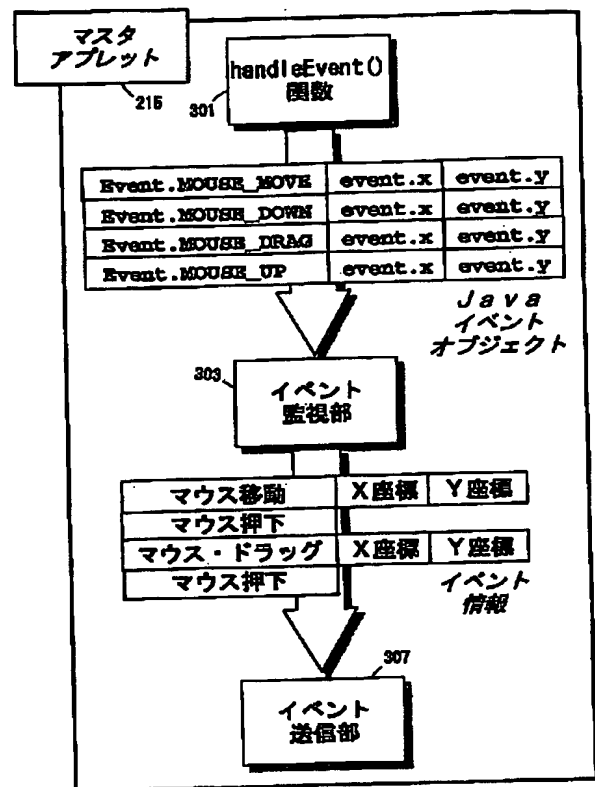 マスタ
アプレット
215
handleEvent()
関数
301
Event.MOUSE_MOVE event.x event.y
Event.MOUSE_DOWN event.x event.y
Event.MOUSE_DRAG event.x event.y
Event.MOUSE_UP event.x event.y
Java
イベント
オブジェクト
303
イベント
監視部
マウス移動 X座標 Y座標
マウス押下
マウス・ドラッグ X座標 Y座標
マウス押下
イベント
情報
307
イベント
送信部